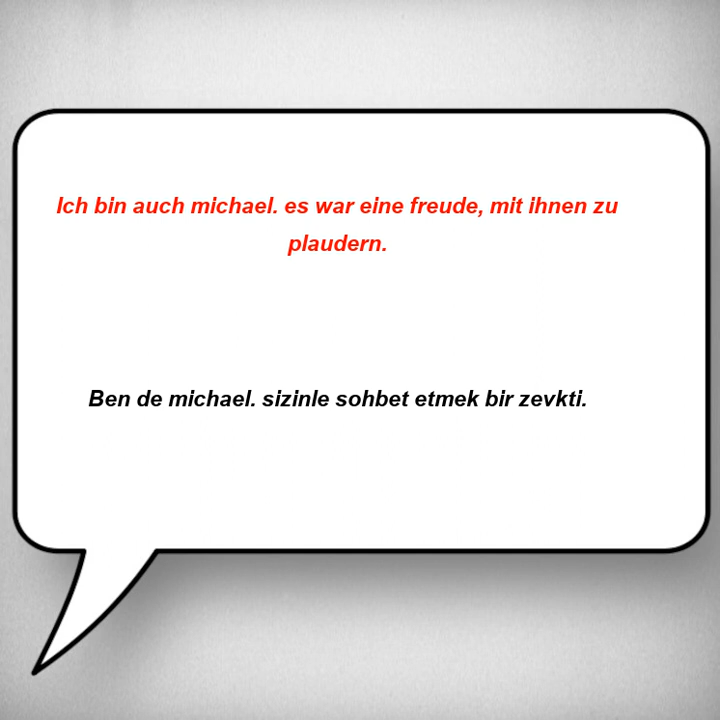 Ich bin auch michael. es war eine freude, mit ihnen zu
plaudern.
Ben de michael. sizinle sohbet etmek bir zevkti.